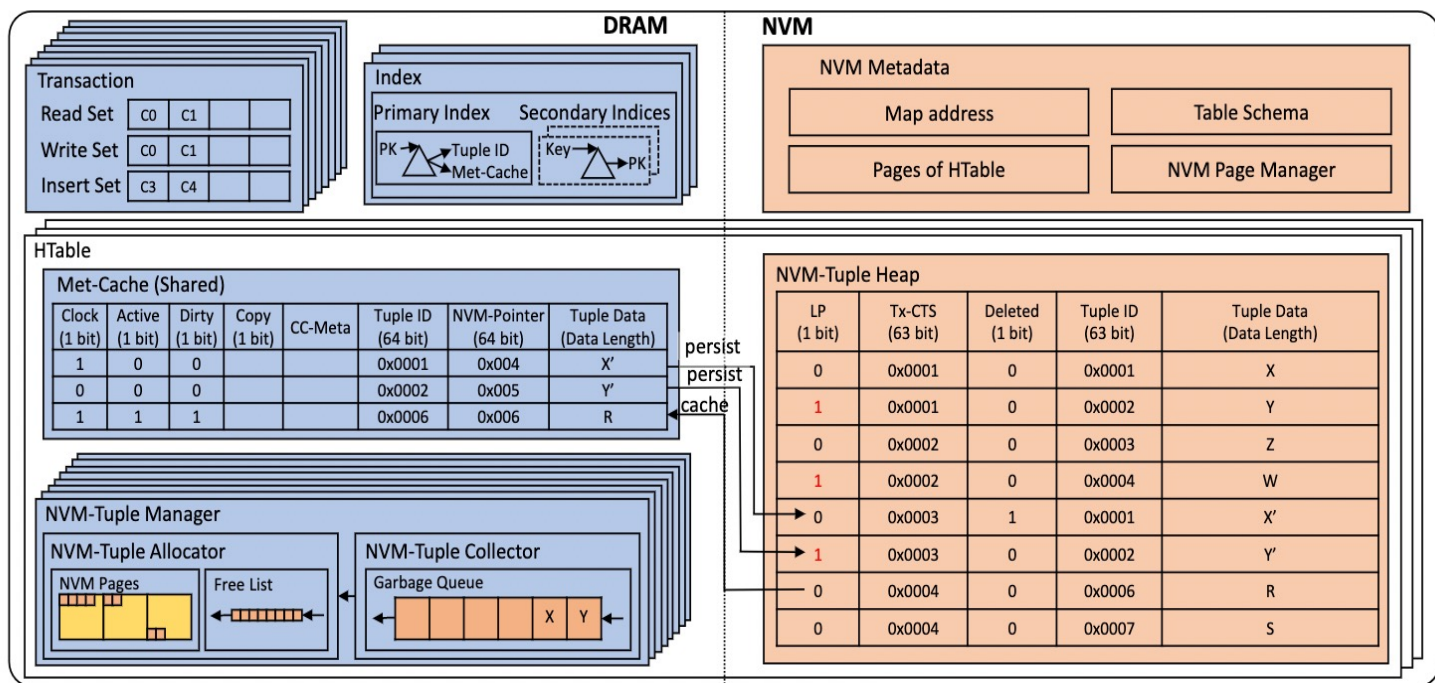 DRAM
NVM
Transaction
Read Set C0 C1
Write Set C0 C1
Insert Set C3 C4
Index
Primary Index
PK
Tuple ID
Met-Cache
Secondary Indices
Key
PK
NVM Metadata
Map address
Table Schema
Pages of HTable
NVM Page Manager
HTable
Met-Cache (Shared)
Clock Active Dirty Copy CC-Meta Tuple ID NVM-Pointer Tuple Data
(1 bit) (1 bit) (1 bit) (1 bit) (64 bit) (64 bit) (Data Length)
1 0 0 0x0001 0x004 X’
0 0 0 0x0002 0x005 Y’
1 1 1 0x0006 0x006 R
persist
persist
cache
NVM-Tuple Heap
LP Tx-CTS Deleted Tuple ID Tuple Data
(1 bit) (63 bit) (1 bit) (63 bit) (Data Length)
0 0x0001 0 0x0001 X
1 0x0001 0 0x0002 Y
0 0x0002 0 0x0003 Z
1 0x0002 0 0x0004 W
0 0x0003 1 0x0001 X’
1 0x0003 0 0x0002 Y’
0 0x0004 0 0x0006 R
0 0x0004 0 0x0007 S
NVM-Tuple Manager
NVM-Tuple Allocator
NVM Pages
Free List
NVM-Tuple Collector
Garbage Queue
X Y